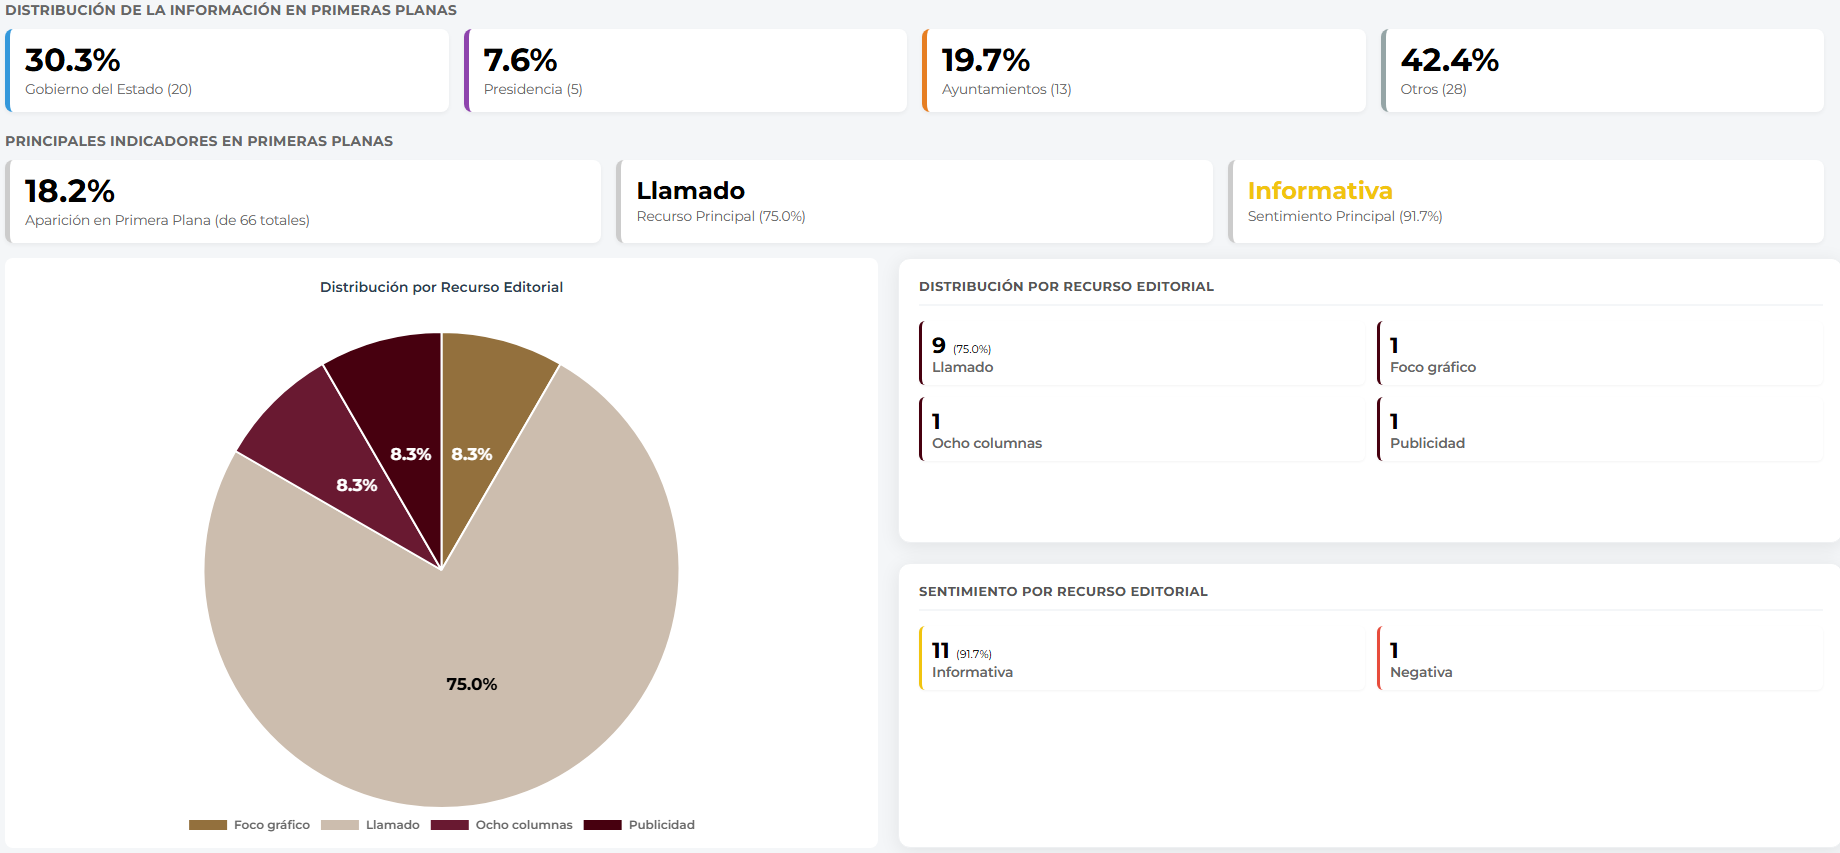 DISTRIBUCIÓN DE LA INFORMACIÓN EN PRIMERAS PLANAS
30.3%
Gobierno del Estado (20)
7.6%
Presidencia (5)
19.7%
Ayuntamientos (13)
42.4%
Otros (28)
PRINCIPALES INDICADORES EN PRIMERAS PLANAS
18.2%
Aparición en Primera Plana (de 66 totales)
Llamado
Recurso Principal (75.0%)
Informativa
Sentimiento Principal (91.7%)
Distribución por Recurso Editorial
8.3%
8.3%
8.3%
75.0%
Foco gráfico
Llamado
Ocho columnas
Publicidad
DISTRIBUCIÓN POR RECURSO EDITORIAL
9 (75.0%)
Llamado
1
Foco gráfico
1
Ocho columnas
1
Publicidad
SENTIMIENTO POR RECURSO EDITORIAL
11 (91.7%)
Informativa
1
Negativa